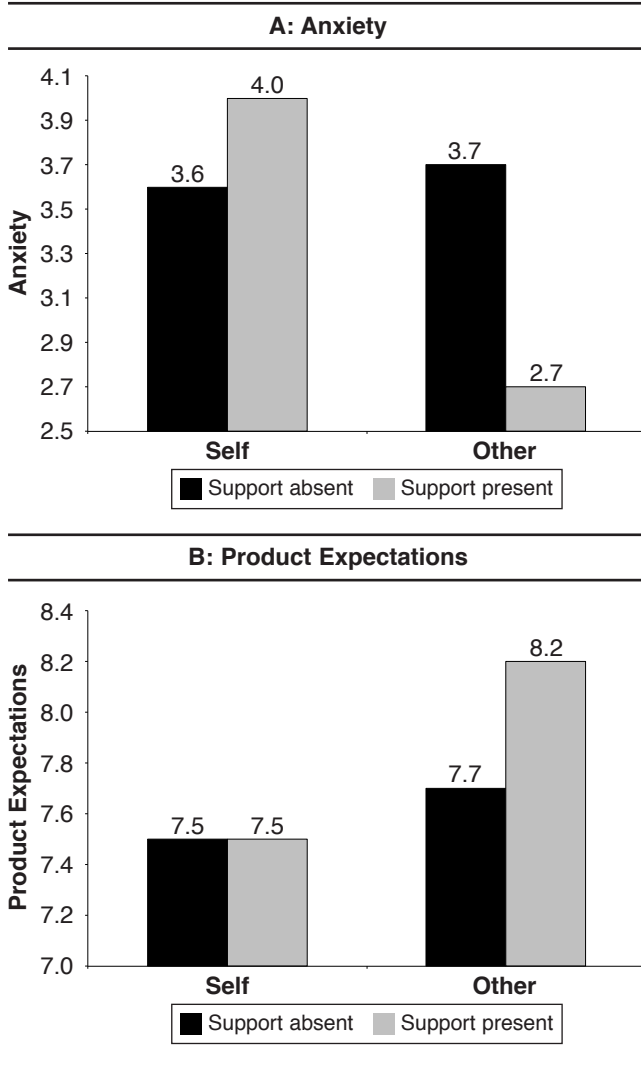 A: Anxiety
Anxiety
4.1
3.9
3.7
3.5
3.3
3.1
2.9
2.7
2.5
3.6
4.0
3.7
2.7
Self
Other
Support absent
Support present
B: Product Expectations
Product Expectations
8.4
8.2
8.0
7.8
7.6
7.4
7.2
7.0
7.5
7.5
7.7
8.2
Self
Other
Support absent
Support present